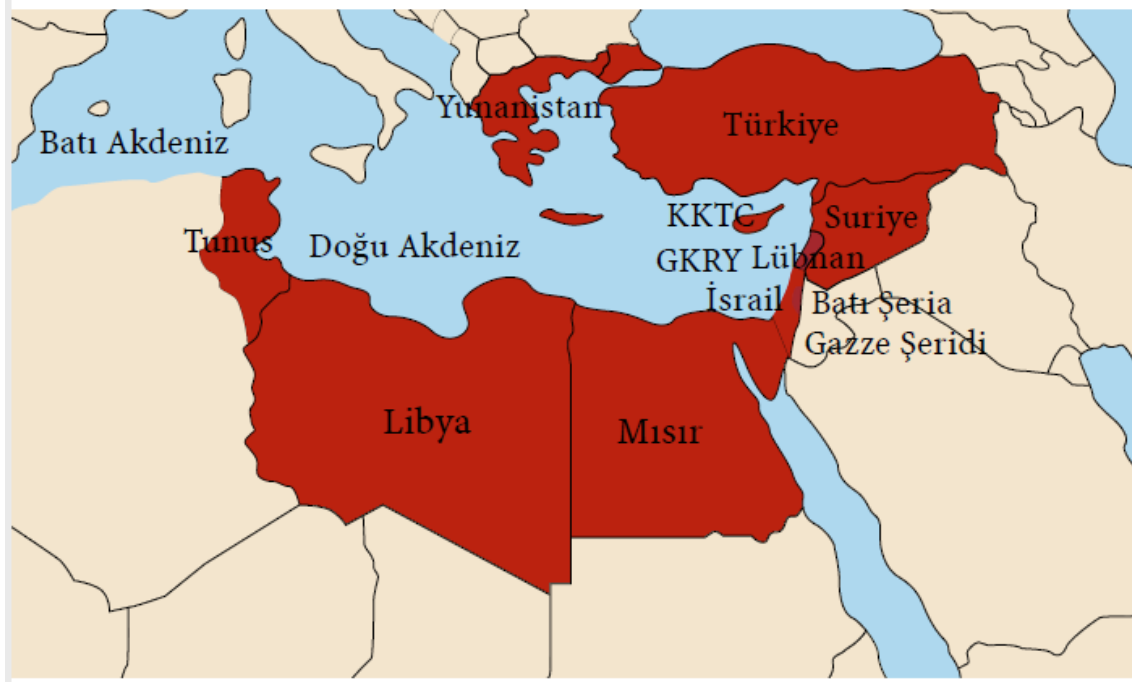 Yunanistan
Türkiye
Batı Akdeniz
KKTC
Suriye
Tunus
Doğu Akdeniz
GKRY
Lübnan
İsrail
Batı Şeria
Gazze Şeridi
Libya
Mısır